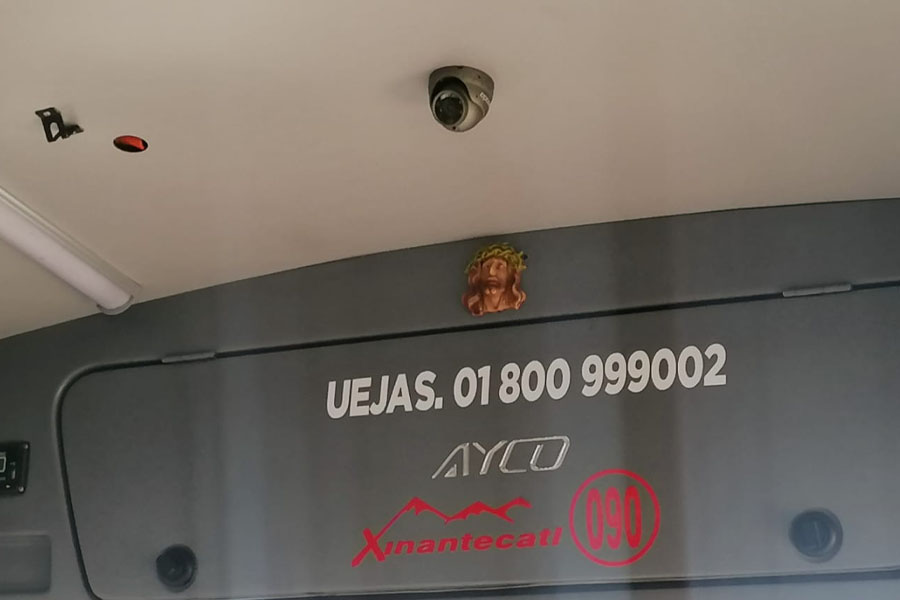 UEJAS. 01 800 999002
AYCO
Xinantecatl 090